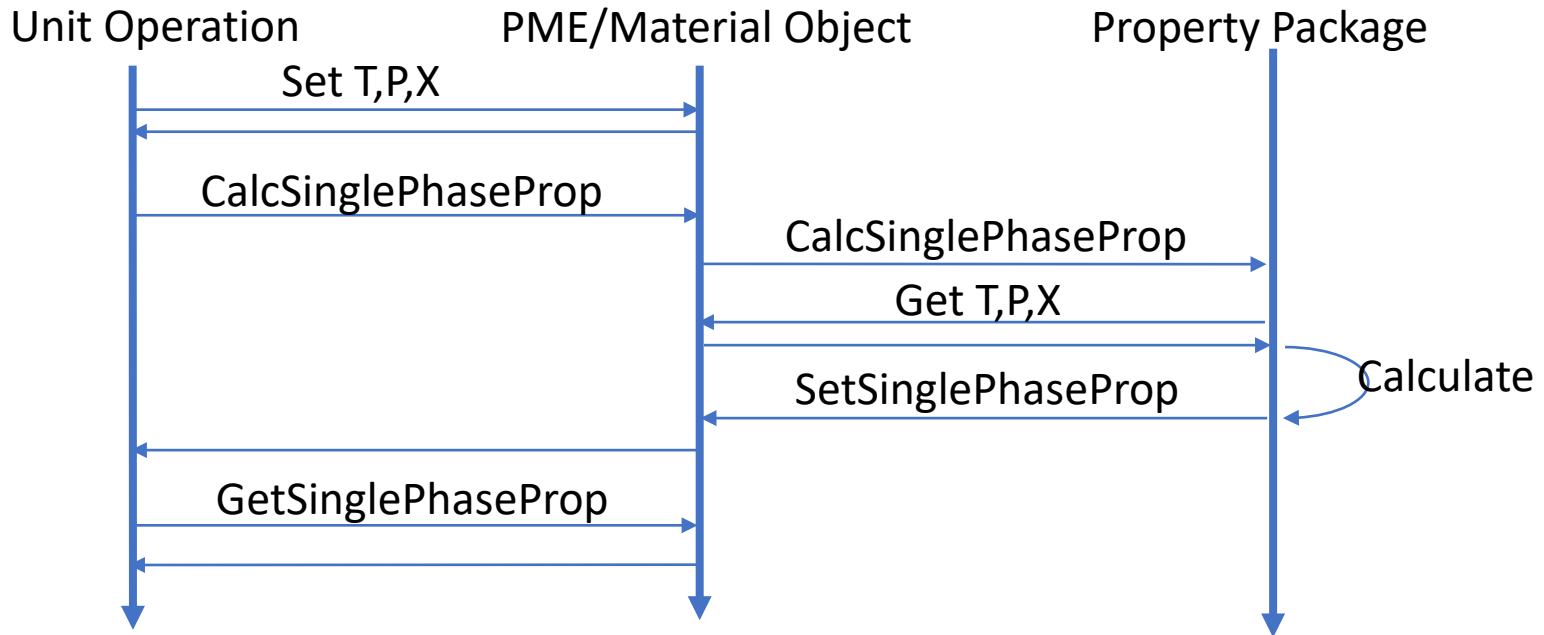 Unit Operation
PME/Material Object
Property Package
Set T,P,X
CalcSinglePhaseProp
CalcSinglePhaseProp
Get T,P,X
Calculate
SetSinglePhaseProp
GetSinglePhaseProp